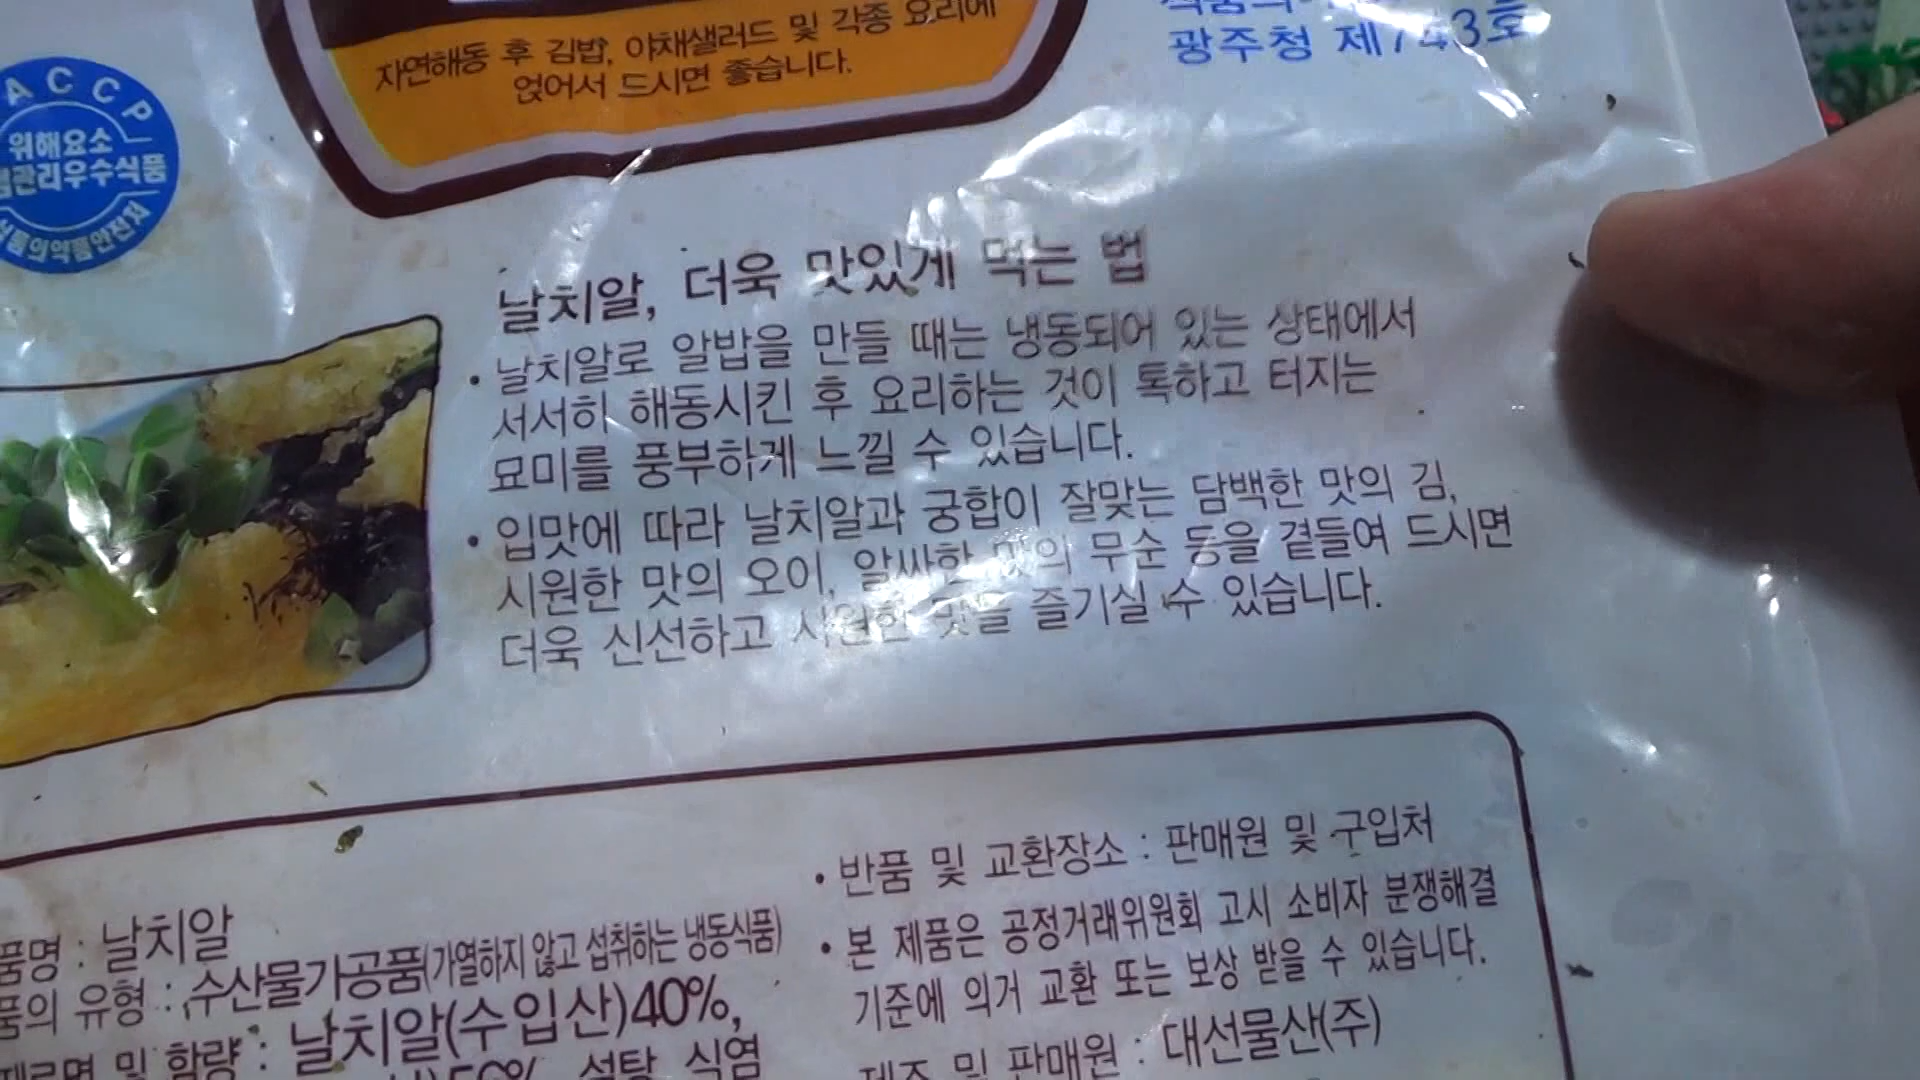 자연해동 후 김밥, 야채샐러드 및 각종 요리에
얹어서 드시면 좋습니다.
광주청 제743호
ACCP
위해요소
관리우수식품
식품의약품안전처
날치알, 더욱 맛있게 먹는 법
• 날치알로 알밥을 만들 때는 냉동되어 있는 상태에서
서서히 해동시킨 후 요리하는 것이 톡하고 터지는
묘미를 풍부하게 느낄 수 있습니다.
• 입맛에 따라 날치알과 궁합이 잘맞는 담백한 맛의 김,
시원한 맛의 오이, 알싸한 맛의 무순 등을 곁들여 드시면
더욱 신선하고 시원한 맛을 즐기실 수 있습니다.
품명 : 날치알
품의 유형 : 수산물가공품(가열하지 않고 섭취하는 냉동식품)
및 함량 : 날치알(수입산)40%,
56% 설탕, 식염
• 반품 및 교환장소 : 판매원 및 구입처
• 본 제품은 공정거래위원회 고시 소비자 분쟁해결
기준에 의거 교환 또는 보상 받을 수 있습니다.
제조 및 판매원 : 대선물산(주)